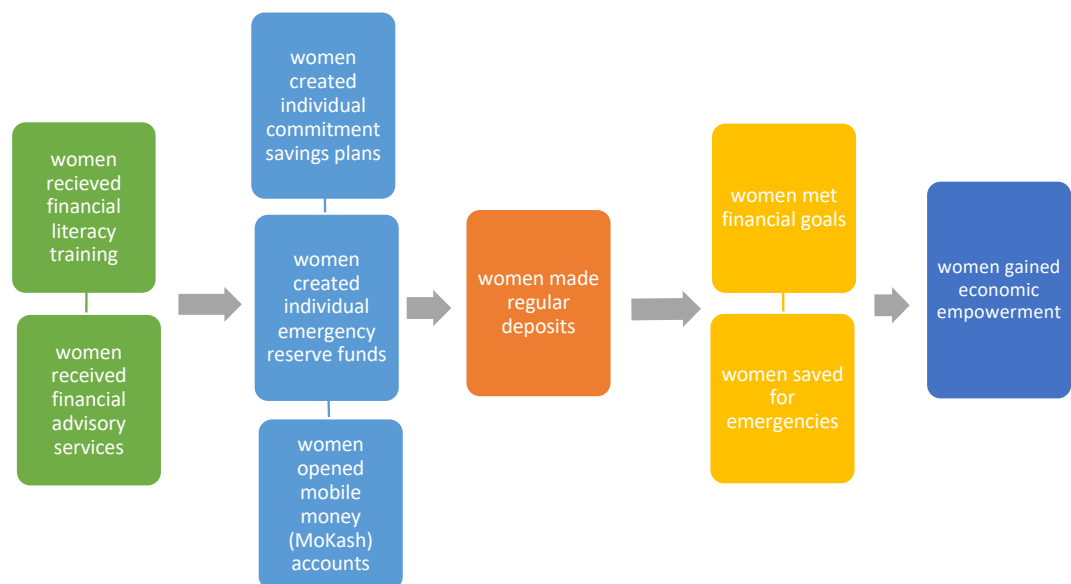 women
recieved
financial
literacy
training
women
received
financial
advisory
services
women
created
individual
commitment
savings plans
women
created
individual
emergency
reserve funds
women
opened
mobile
money
(MoKash)
accounts
women made
regular
deposits
women met
financial goals
women saved
for
emergencies
women gained
economic
empowerment